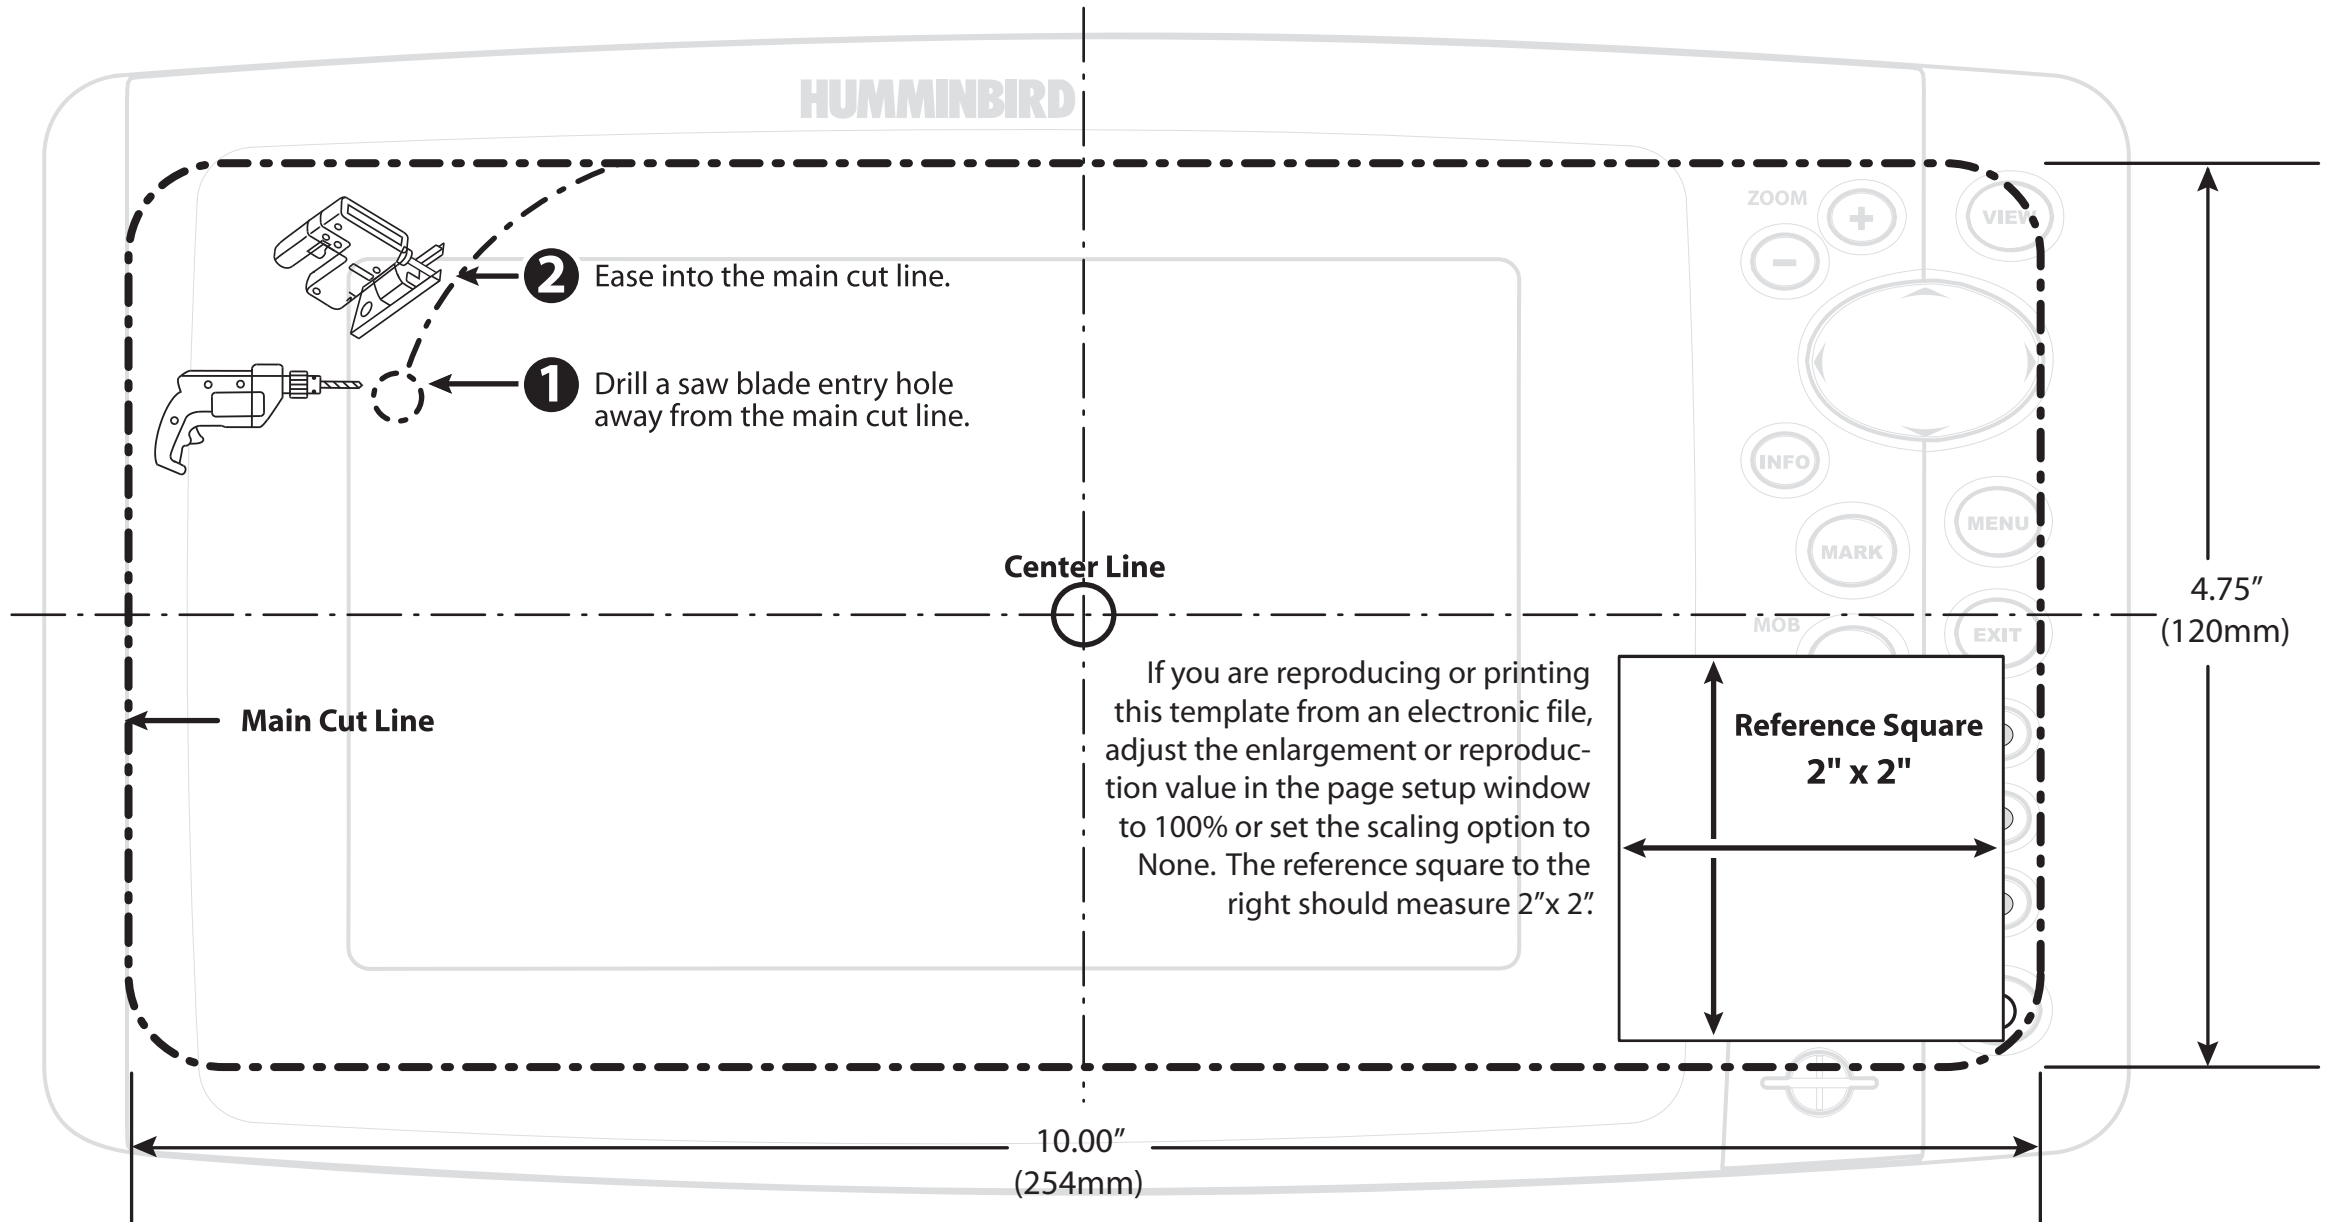 HUMMINBIRD
ZOOM
+
-
VIEW
2 Ease into the main cut line.
1 Drill a saw blade entry hole
away from the main cut line.
INFO
MENU
MARK
Center Line
4.75”
(120mm)
MOB
EXIT
If you are reproducing or printing
this template from an electronic file,
adjust the enlargement or reproduc-
tion value in the page setup window
to 100% or set the scaling option to
None. The reference square to the
right should measure 2”x 2”.
Main Cut Line
Reference Square
2" x 2"
10.00”
(254mm)